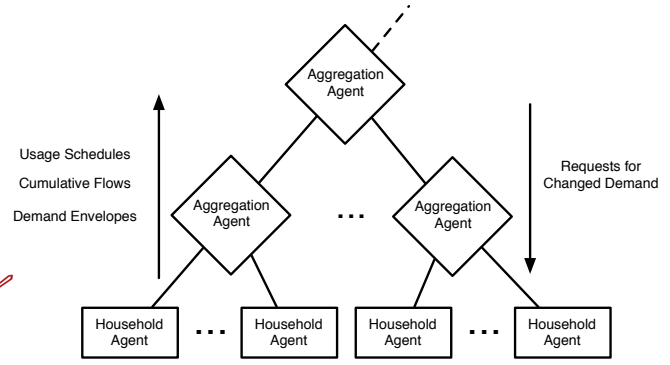 Aggregation
Agent
Usage Schedules
Cumulative Flows
Demand Envelopes
Requests for
Changed Demand
Aggregation
Agent
...
Aggregation
Agent
Household
Agent
...
Household
Agent
Household
Agent
...
Household
Agent